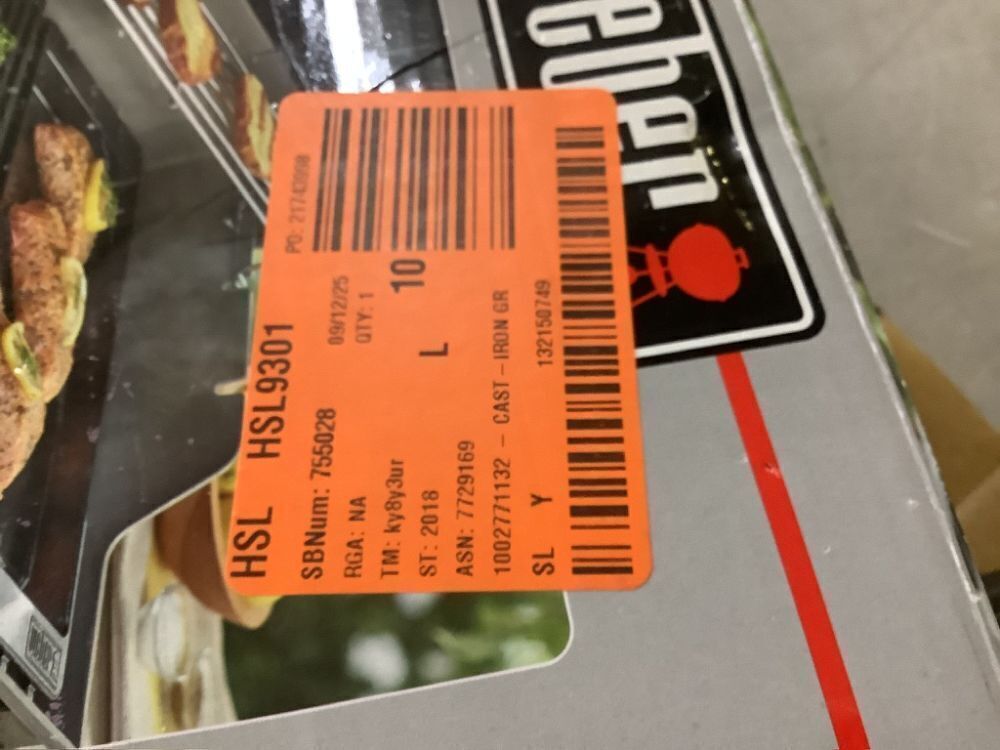 weber
HSL HSL9301
SBNum: 755028 09/12/25 PO: 21743998
RGA: NA QTY: 1
TM: ky8y3ur
ST: 2018 L 10
ASN: 7729169
1002771132 - CAST-IRON GR
SL Y 132150749